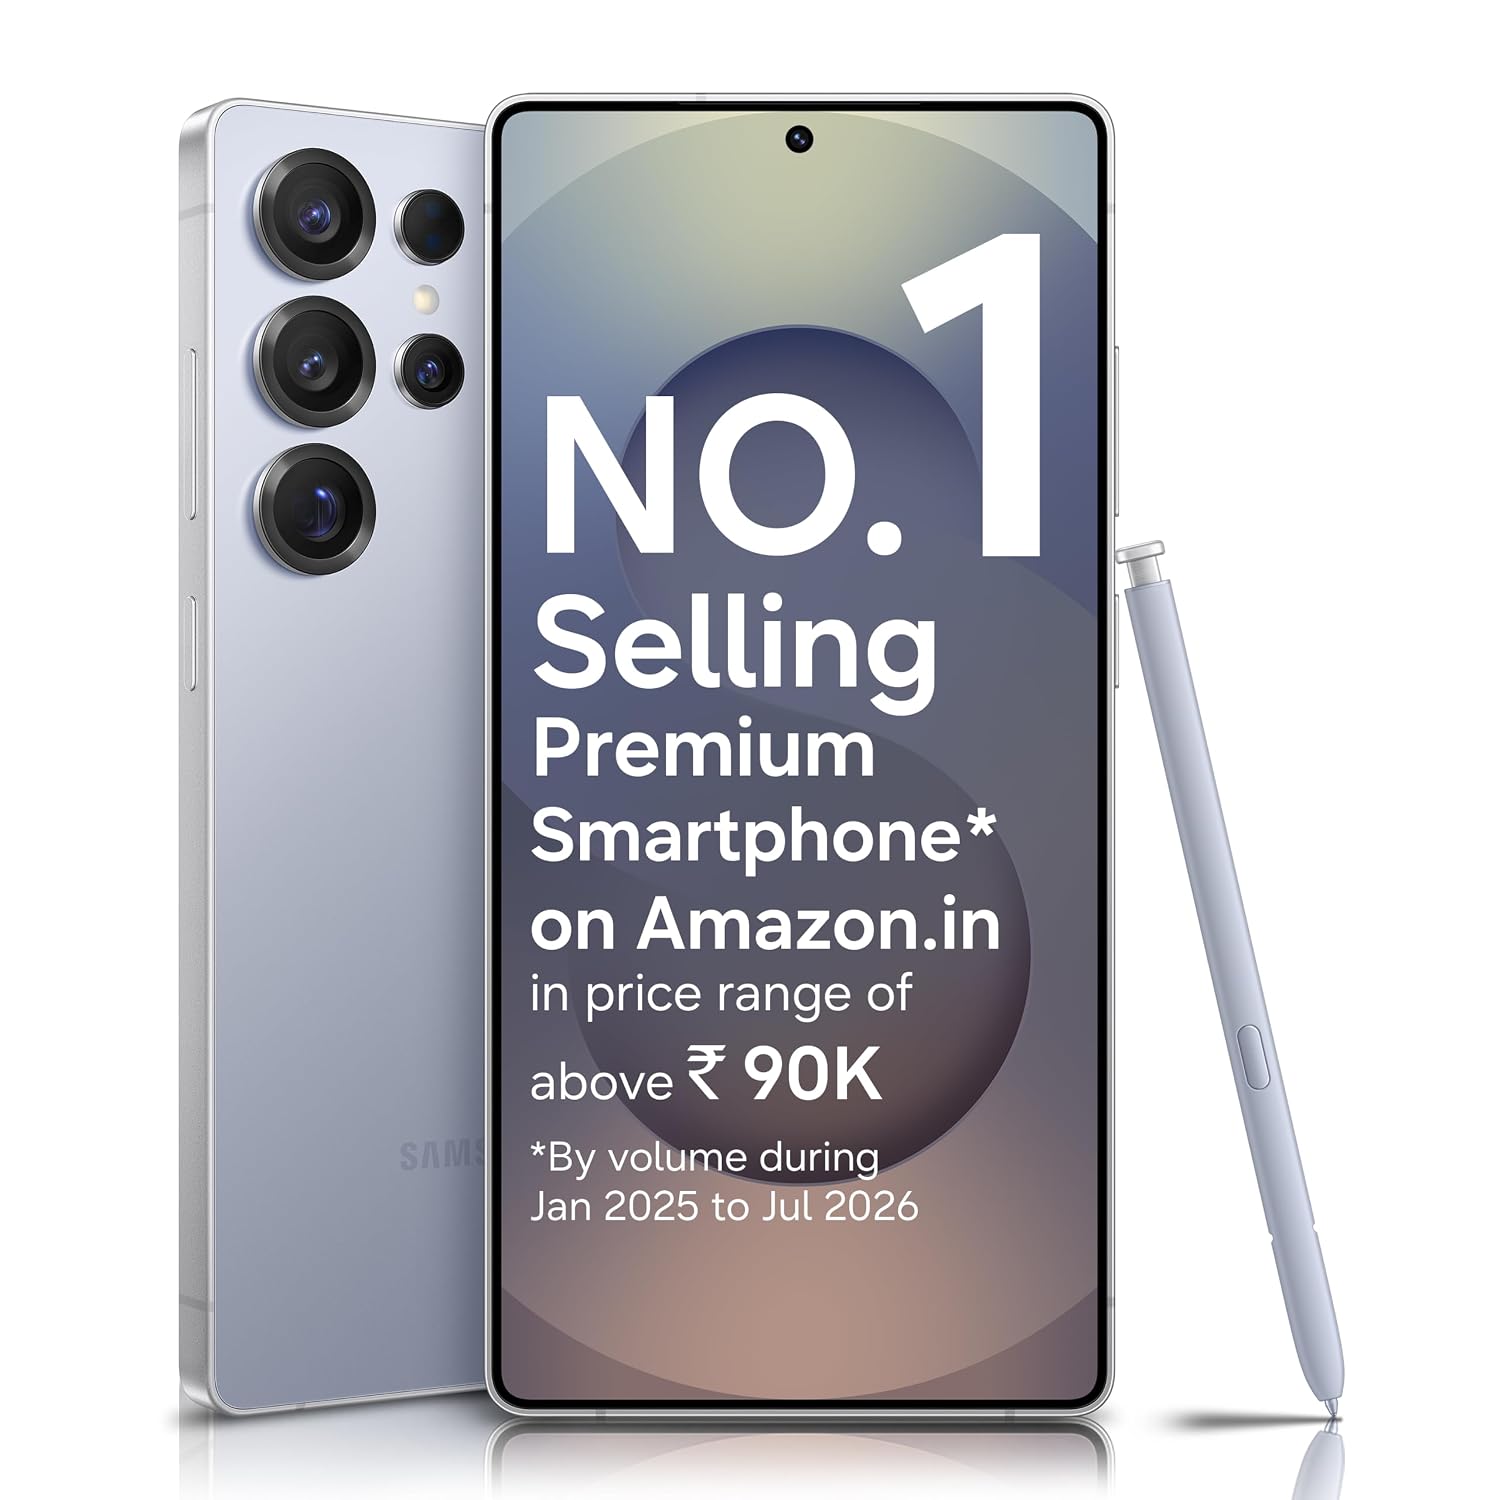 NO.1
Selling
Premium
Smartphone*
on Amazon.in
in price range of
above ₹ 90K
*By volume during
Jan 2025 to Jul 2026
SAMS